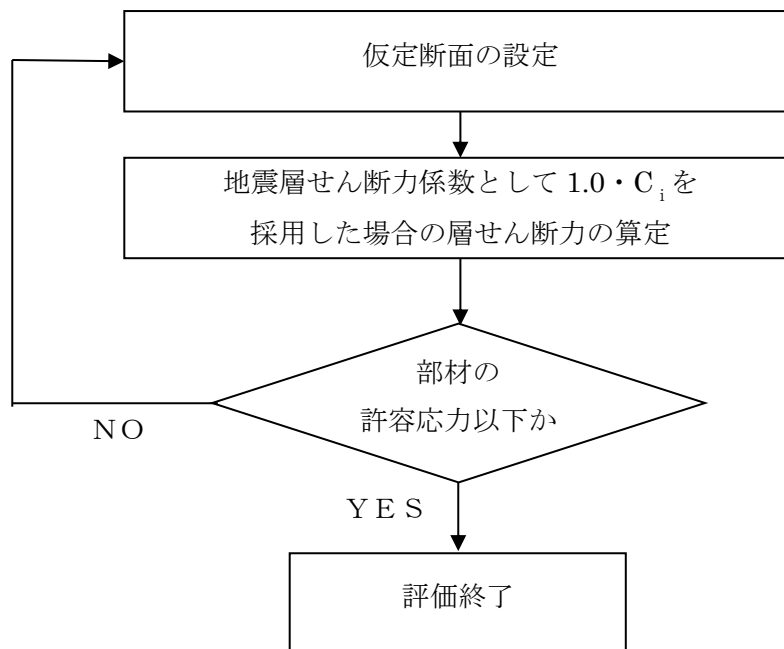 仮定断面の設定
地震層せん断力係数として 1.0・Ciを
採用した場合の層せん断力の算定
部材の
許容応力以下か
ＮＯ
ＹＥＳ
評価終了